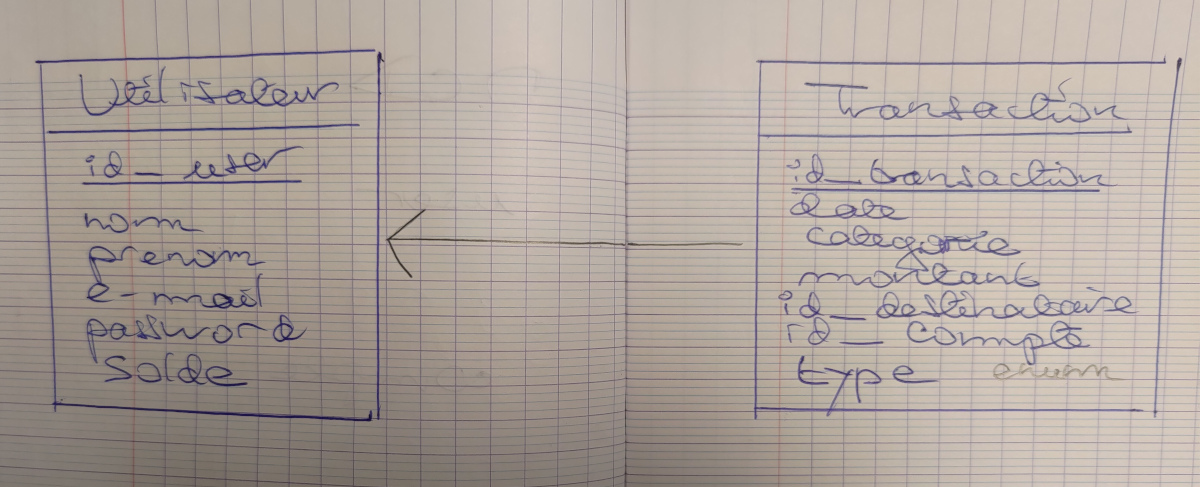 Utilisateur
id_user
nom
prenom
e-mail
password
Solde
Transaction
id_transaction
date
categorie
montant
id_destinataire
id_compte
type enum